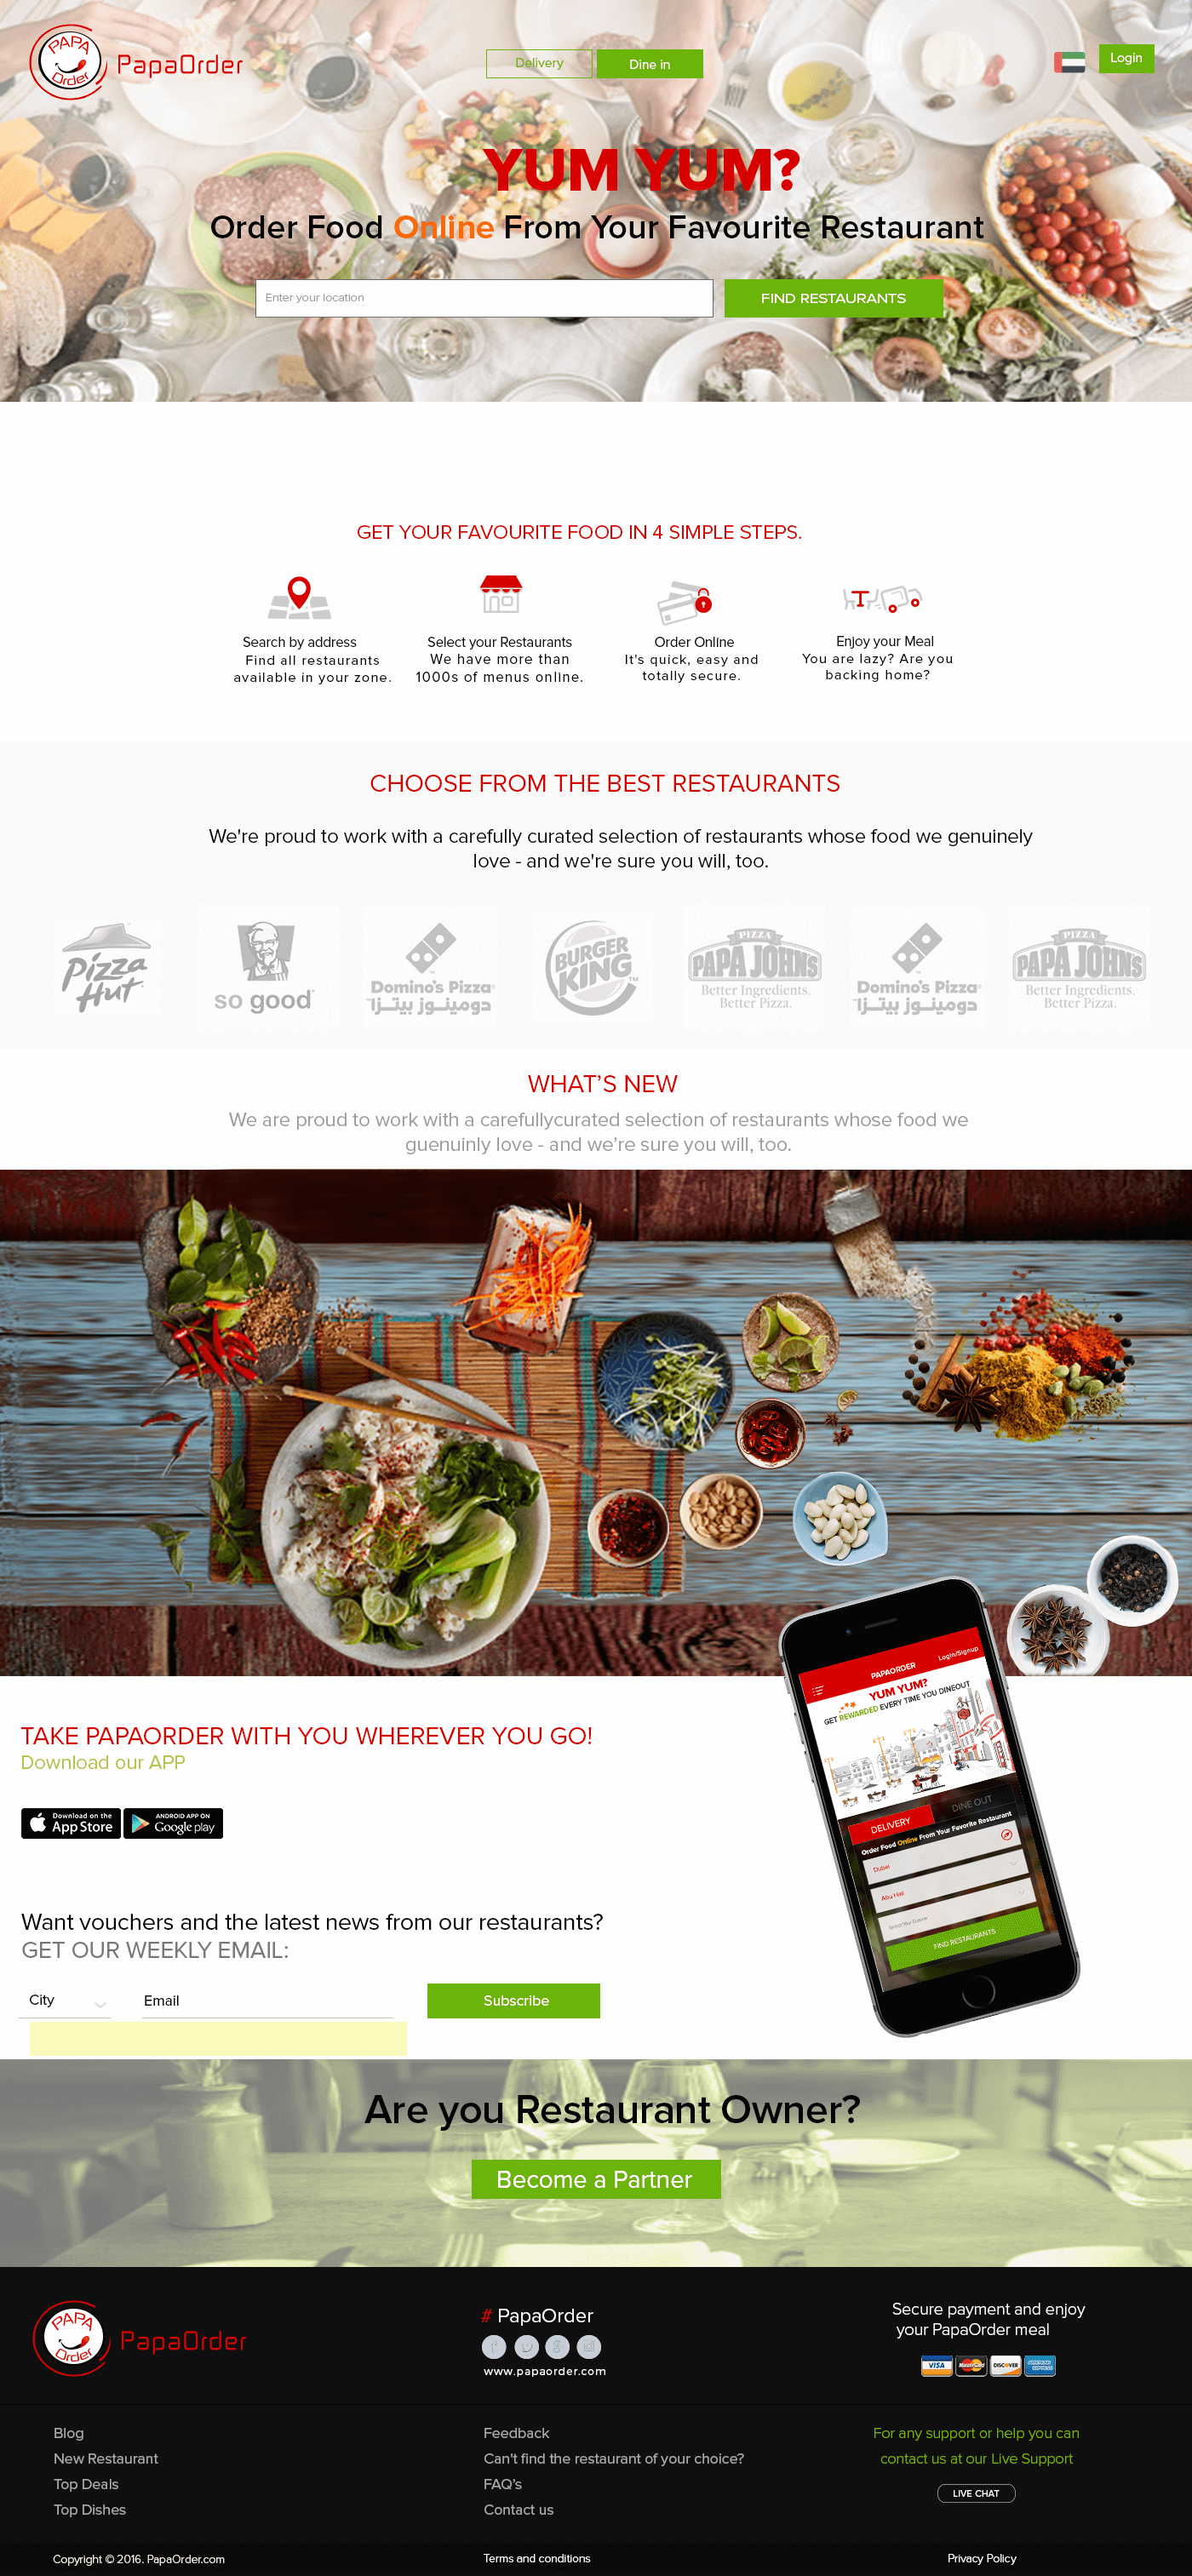 PAPA
Order
PapaOrder
Delivery
Dine in
Login
YUM YUM?
Order Food Online From Your Favourite Restaurant
Enter your location
FIND RESTAURANTS
GET YOUR FAVOURITE FOOD IN 4 SIMPLE STEPS.
Search by address
Find all restaurants
available in your zone.
Select your Restaurants
We have more than
1000s of menus online.
Order Online
It's quick, easy and
totally secure.
Enjoy your Meal
You are lazy? Are you
backing home?
CHOOSE FROM THE BEST RESTAURANTS
We're proud to work with a carefully curated selection of restaurants whose food we genuinely
love - and we're sure you will, too.
Pizza
Hut
so good
Domino's Pizza
دومينوز بيتزا
BURGER
KING
PIZZA
PAPA JOHNS
Better Ingredients.
Better Pizza.
Domino's Pizza
دومينوز بيتزا
PIZZA
PAPA JOHNS
Better Ingredients.
Better Pizza.
WHAT'S NEW
We are proud to work with a carefullycurated selection of restaurants whose food we
guenuinly love - and we're sure you will, too.
PAPAORDER
Login/Signup
YUM YUM?
GET REWARDED EVERY TIME YOU DINEOUT
DELIVERY
DINE OUT
Order Food Online From Your Favorite Restaurant
Dubai
Abu Hail
Select Your Cuisine
FIND RESTAURANTS
TAKE PAPAORDER WITH YOU WHEREVER YOU GO!
Download our APP
Download on the
App Store
ANDROID APP ON
Google play
Want vouchers and the latest news from our restaurants?
GET OUR WEEKLY EMAIL:
City
Email
Subscribe
Are you Restaurant Owner?
Become a Partner
PAPA
Order
PapaOrder
# PapaOrder
www.papaorder.com
Secure payment and enjoy
your PapaOrder meal
VISA
MasterCard
DISCOVER
AMERICAN
EXPRESS
Blog
New Restaurant
Top Deals
Top Dishes
Feedback
Can't find the restaurant of your choice?
FAQ's
Contact us
For any support or help you can
contact us at our Live Support
LIVE CHAT
Copyright © 2016. PapaOrder.com
Terms and conditions
Privacy Policy